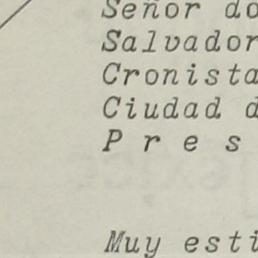 Señor do
Salvador
Cronista
Ciudad d
P r e s
Muy esti